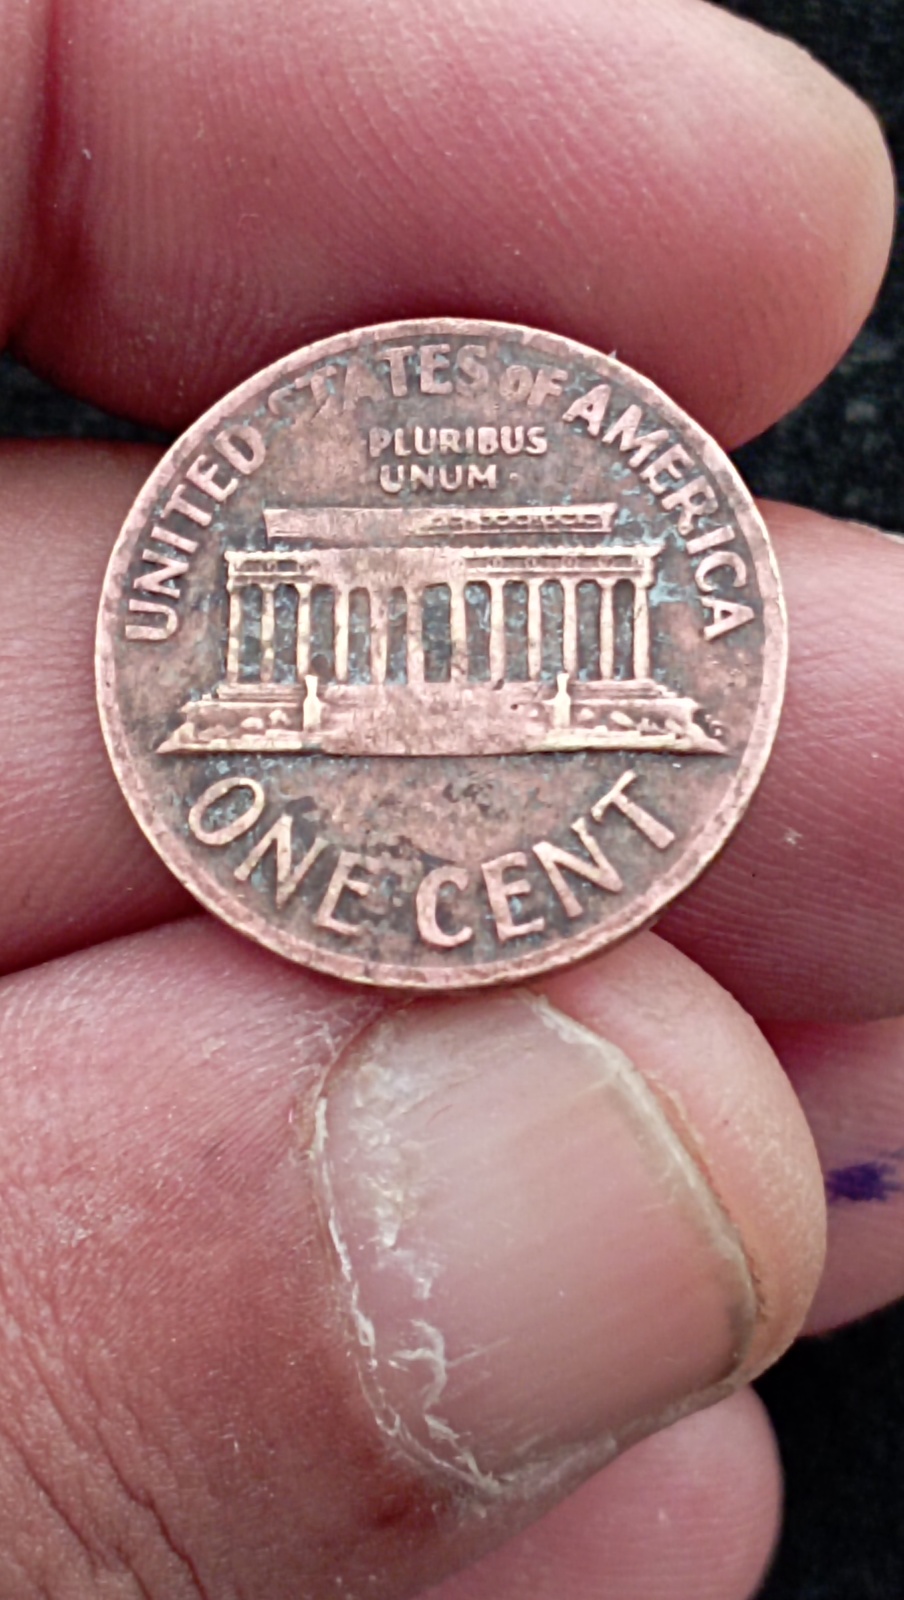 UNITED STATES OF AMERICA
PLURIBUS
UNUM
ONE CENT